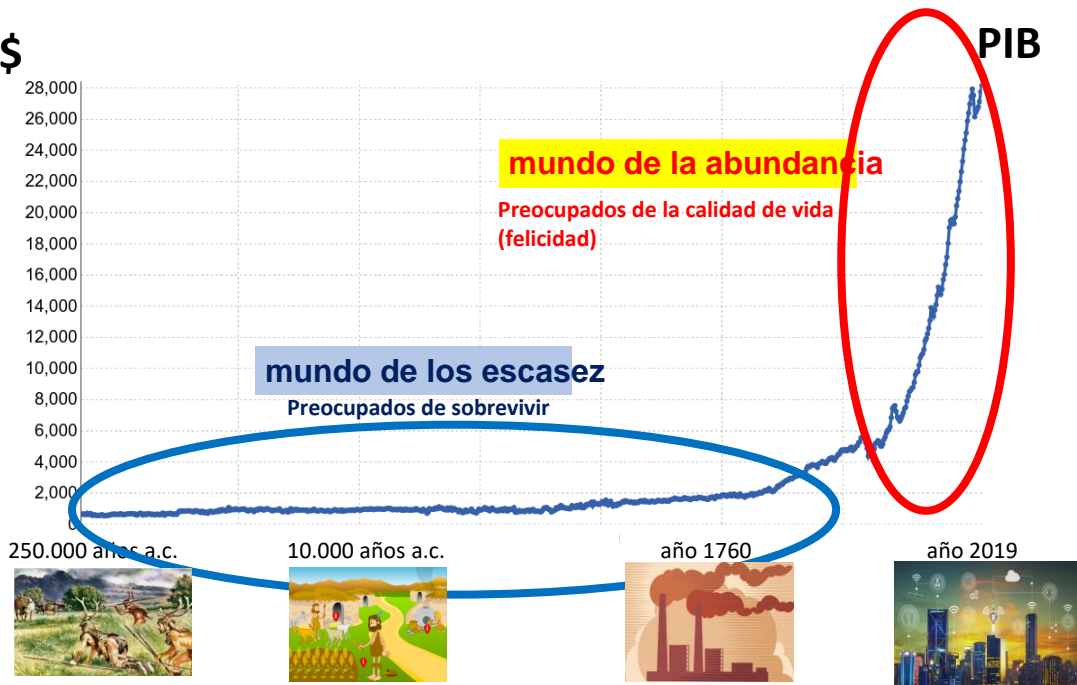 $
PIB
28,000
26,000
24,000
22,000
20,000
18,000
16,000
14,000
12,000
10,000
8,000
6,000
4,000
2,000
0
mundo de la abundancia
Preocupados de la calidad de vida
(felicidad)
mundo de los escasez
Preocupados de sobrevivir
250.000 años a.c.
10.000 años a.c.
año 1760
año 2019